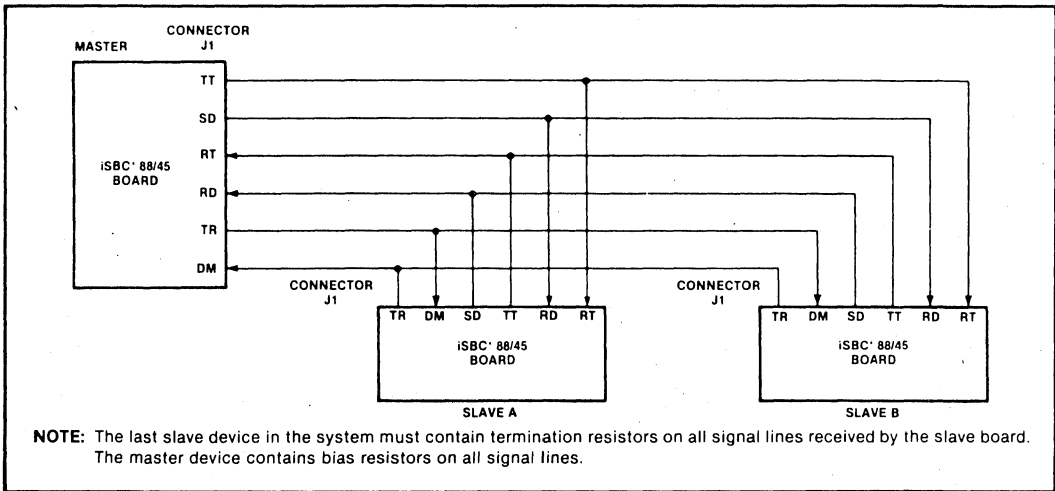 CONNECTOR
J1
MASTER
TT
SD
RT
RD
TR
DM
iSBC* 88/45
BOARD
CONNECTOR
J1
TR DM SD TT RD RT
iSBC* 88/45
BOARD
SLAVE A
CONNECTOR
J1
TR DM SD TT RD RT
iSBC* 88/45
BOARD
SLAVE B
NOTE: The last slave device in the system must contain termination resistors on all signal lines received by the slave board.
The master device contains bias resistors on all signal lines.